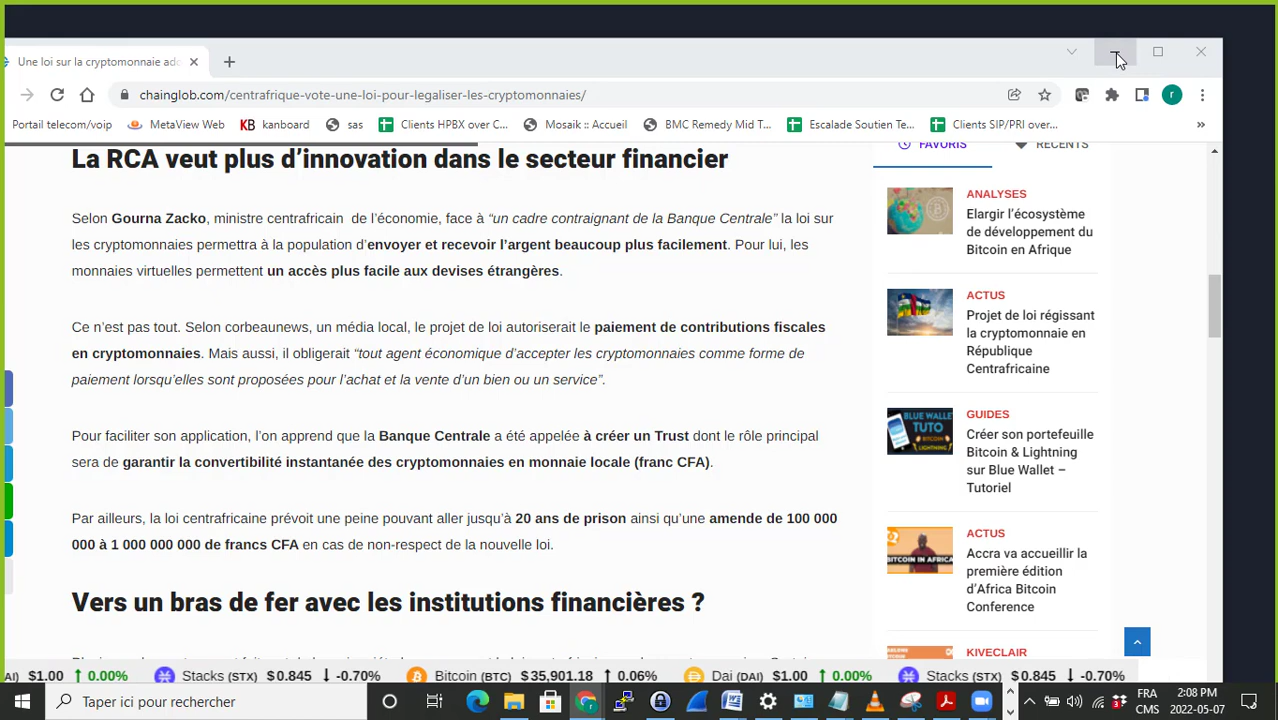 Une loi sur la cryptomonnaie ad
chainglob.com/centrafrique-vote-une-loi-pour-legaliser-les-cryptomonnaies/
r
Portail telecom/voip MetaView Web KB kanboard sas Clients HPBX over C... Mosaik :: Accueil BMC Remedy Mid T... Escalade Soutien Te... Clients SIP/PRI over... »
La RCA veut plus d’innovation dans le secteur financier
Selon Gourna Zacko, ministre centrafricain de l’économie, face à “un cadre contraignant de la Banque Centrale” la loi sur
les cryptomonnaies permettra à la population d’envoyer et recevoir l’argent beaucoup plus facilement. Pour lui, les
monnaies virtuelles permettent un accès plus facile aux devises étrangères.
Ce n’est pas tout. Selon corbeaunews, un média local, le projet de loi autoriserait le paiement de contributions fiscales
en cryptomonnaies. Mais aussi, il obligerait “tout agent économique d’accepter les cryptomonnaies comme forme de
paiement lorsqu’elles sont proposées pour l’achat et la vente d’un bien ou un service”.
Pour faciliter son application, l’on apprend que la Banque Centrale a été appelée à créer un Trust dont le rôle principal
sera de garantir la convertibilité instantanée des cryptomonnaies en monnaie locale (franc CFA).
Par ailleurs, la loi centrafricaine prévoit une peine pouvant aller jusqu’à 20 ans de prison ainsi qu’une amende de 100 000
000 à 1 000 000 000 de francs CFA en cas de non-respect de la nouvelle loi.
Vers un bras de fer avec les institutions financières ?
FAVORIS RECENTS
ANALYSES
Elargir l’écosystème
de développement du
Bitcoin en Afrique
ACTUS
Projet de loi régissant
la cryptomonnaie en
République
Centrafricaine
BLUE WALLET
TUTO
BITCOIN
LIGHTNING
GUIDES
Créer son portefeuille
Bitcoin & Lightning
sur Blue Wallet –
Tutoriel
BITCOIN IN AFRICA
ACTUS
Accra va accueillir la
première édition
d’Africa Bitcoin
Conference
KIVECLAIR
AI) $1.00 ↑ 0.00% Stacks (STX) $0.845 ↓ -0.70% Bitcoin (BTC) $35,901.18 ↑ 0.06% Dai (DAI) $1.00 ↑ 0.00% Stacks (STX) $0.845 ↓ -0.70%
Taper ici pour rechercher
FRA
CMS
2:08 PM
2022-05-07